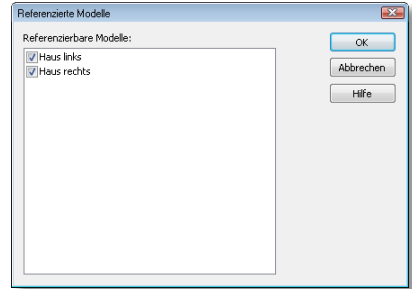 Referenzierte Modelle
Referenzierbare Modelle:
Haus links
Haus rechts
OK
Abbrechen
Hilfe